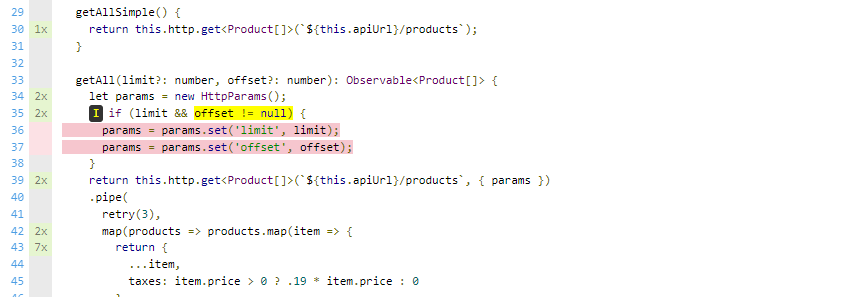 29 getAllSimple() {
30 1x return this.http.get<Product[]>(`${this.apiUrl}/products`);
31 }
32
33 getAll(limit?: number, offset?: number): Observable<Product[]> {
34 2x let params = new HttpParams();
35 2x I if (limit && offset != null) {
36 params = params.set('limit', limit);
37 params = params.set('offset', offset);
38 }
39 2x return this.http.get<Product[]>(`${this.apiUrl}/products`, { params })
40 .pipe(
41 retry(3),
42 2x map(products => products.map(item => {
43 7x return {
44 ...item,
45 taxes: item.price > 0 ? .19 * item.price : 0